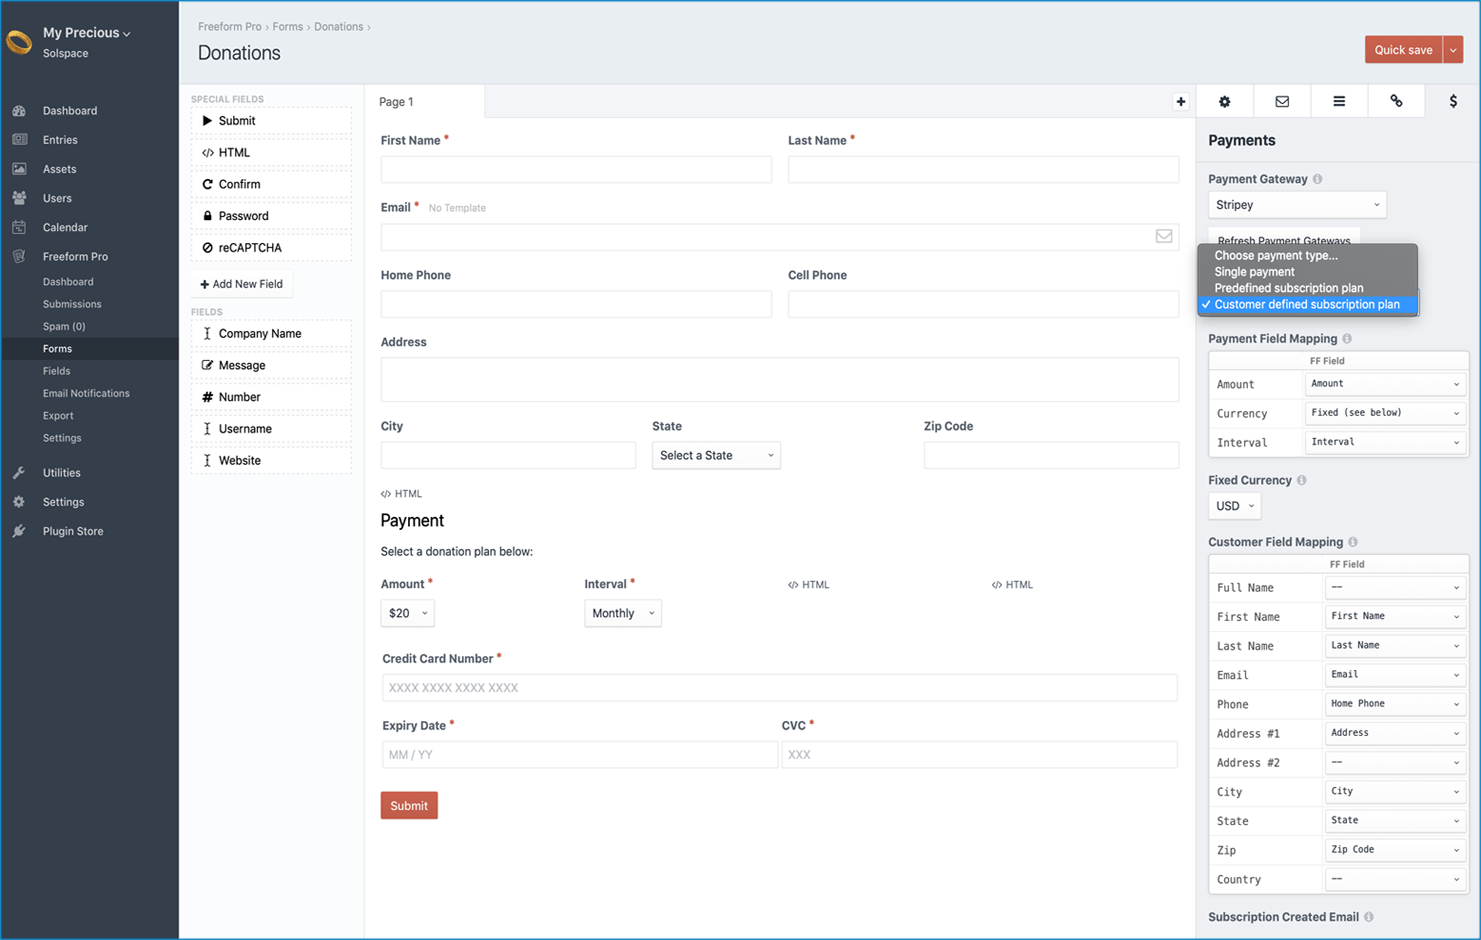 My Precious
Solspace
Dashboard
Entries
Assets
Users
Calendar
Freeform Pro
Dashboard
Submissions
Spam (0)
Forms
Fields
Email Notifications
Export
Settings
Utilities
Settings
Plugin Store
Freeform Pro › Forms › Donations ›
Donations
Quick save
SPECIAL FIELDS
Submit
</> HTML
Confirm
Password
reCAPTCHA
+ Add New Field
FIELDS
Company Name
Message
# Number
Username
Website
Page 1
+
First Name *
Last Name *
Email * No Template
Home Phone
Cell Phone
Address
City
State
Zip Code
Select a State
</> HTML
Payment
Select a donation plan below:
Amount *
Interval *
</> HTML
</> HTML
$20
Monthly
Credit Card Number *
XXXX XXXX XXXX XXXX
Expiry Date *
CVC *
MM / YY
XXX
Submit
$
Payments
Payment Gateway
Stripey
Refresh Payment Gateways
Choose payment type...
Single payment
Predefined subscription plan
✓ Customer defined subscription plan
Payment Field Mapping
FF Field
Amount Amount
Currency Fixed (see below)
Interval Interval
Fixed Currency
USD
Customer Field Mapping
FF Field
Full Name --
First Name First Name
Last Name Last Name
Email Email
Phone Home Phone
Address #1 Address
Address #2 --
City City
State State
Zip Zip Code
Country --
Subscription Created Email